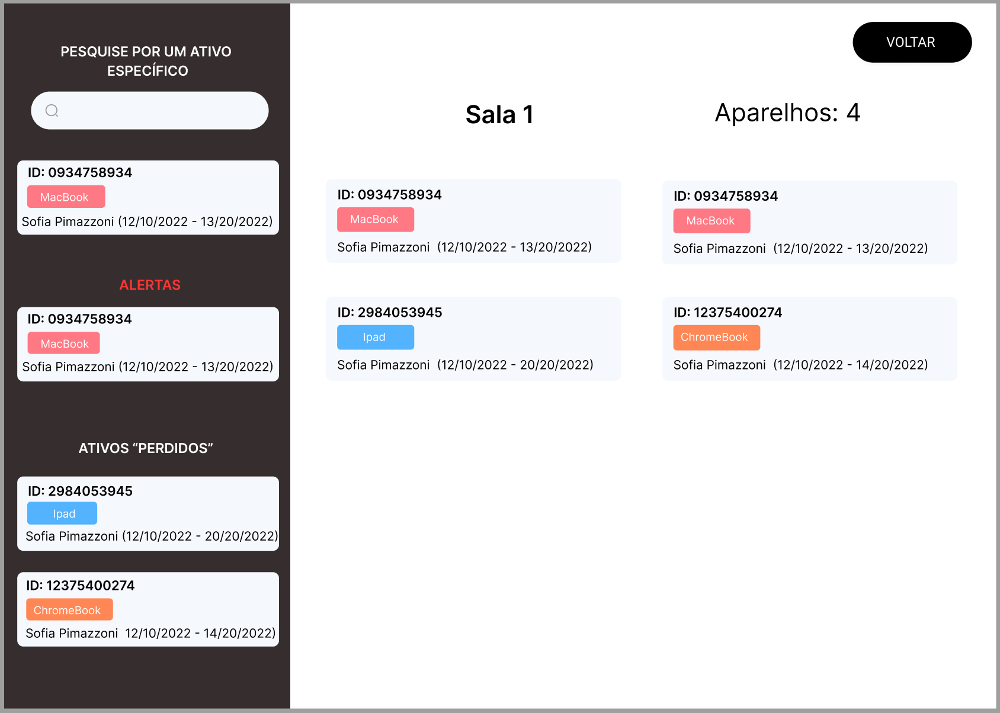 PESQUISE POR UM ATIVO
ESPECÍFICO
ID: 0934758934
MacBook
Sofia Pimazzoni (12/10/2022 - 13/20/2022)
ALERTAS
ID: 0934758934
MacBook
Sofia Pimazzoni (12/10/2022 - 13/20/2022)
ATIVOS “PERDIDOS”
ID: 2984053945
Ipad
Sofia Pimazzoni (12/10/2022 - 20/20/2022)
ID: 12375400274
ChromeBook
Sofia Pimazzoni  12/10/2022 - 14/20/2022)
VOLTAR
Sala 1
Aparelhos: 4
ID: 0934758934
MacBook
Sofia Pimazzoni  (12/10/2022 - 13/20/2022)
ID: 0934758934
MacBook
Sofia Pimazzoni  (12/10/2022 - 13/20/2022)
ID: 2984053945
Ipad
Sofia Pimazzoni  (12/10/2022 - 20/20/2022)
ID: 12375400274
ChromeBook
Sofia Pimazzoni  (12/10/2022 - 14/20/2022)